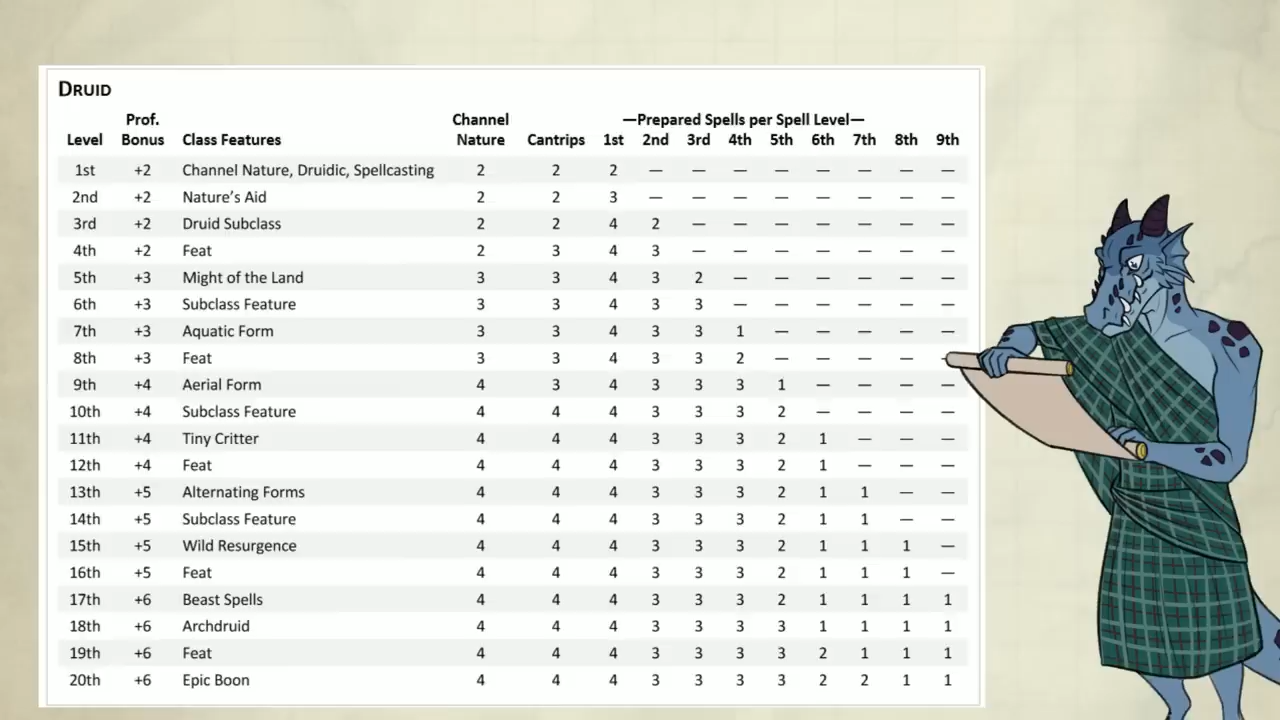 DRUID
Prof. Channel —Prepared Spells per Spell Level—
Level Bonus Class Features Nature Cantrips 1st 2nd 3rd 4th 5th 6th 7th 8th 9th
1st +2 Channel Nature, Druidic, Spellcasting 2 2 2 — — — — — — — —
2nd +2 Nature's Aid 2 2 3 — — — — — — — —
3rd +2 Druid Subclass 2 2 4 2 — — — — — — —
4th +2 Feat 2 3 4 3 — — — — — — —
5th +3 Might of the Land 3 3 4 3 2 — — — — — —
6th +3 Subclass Feature 3 3 4 3 3 — — — — — —
7th +3 Aquatic Form 3 3 4 3 3 1 — — — — —
8th +3 Feat 3 3 4 3 3 2 — — — — —
9th +4 Aerial Form 4 3 4 3 3 3 1 — — — —
10th +4 Subclass Feature 4 4 4 3 3 3 2 — — — —
11th +4 Tiny Critter 4 4 4 3 3 3 2 1 — — —
12th +4 Feat 4 4 4 3 3 3 2 1 — — —
13th +5 Alternating Forms 4 4 4 3 3 3 2 1 1 — —
14th +5 Subclass Feature 4 4 4 3 3 3 2 1 1 — —
15th +5 Wild Resurgence 4 4 4 3 3 3 2 1 1 1 —
16th +5 Feat 4 4 4 3 3 3 2 1 1 1 —
17th +6 Beast Spells 4 4 4 3 3 3 2 1 1 1 1
18th +6 Archdruid 4 4 4 3 3 3 3 1 1 1 1
19th +6 Feat 4 4 4 3 3 3 3 2 1 1 1
20th +6 Epic Boon 4 4 4 3 3 3 3 2 2 1 1